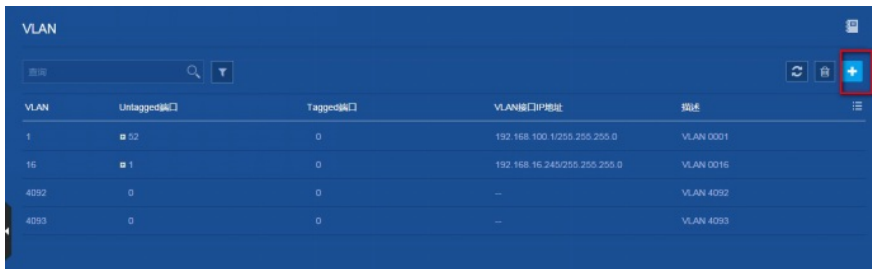 VLAN
查询
VLAN Untagged端口 Tagged端口 VLAN接口IP地址 描述
1 52 0 192.168.100.1/255.255.255.0 VLAN 0001
16 1 0 192.168.16.245/255.255.255.0 VLAN 0016
4092 0 0 -- VLAN 4092
4093 0 0 -- VLAN 4093